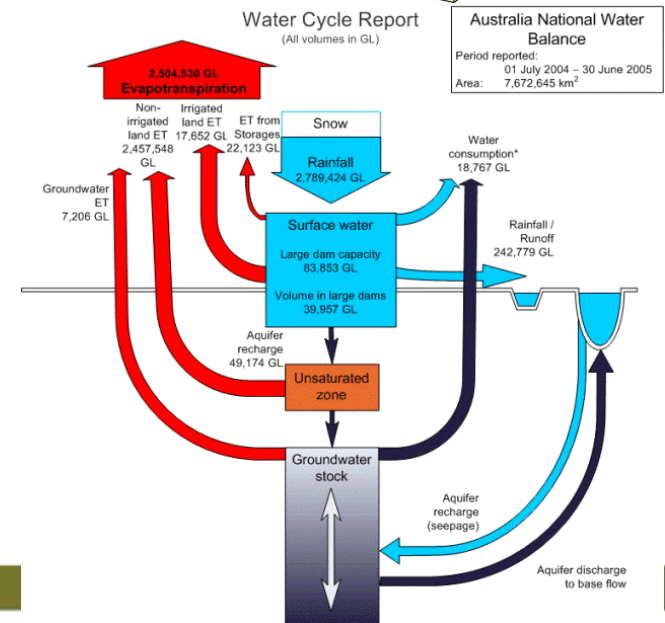 Water Cycle Report
(All volumes in GL)
Australia National Water
Balance
Period reported:
01 July 2004 – 30 June 2005
Area: 7,672,645 km²
2,504,530 GL
Evapotranspiration
Non-
irrigated
land ET
2,457,548
GL
Irrigated
land ET
17,652 GL
ET from
Storages
22,123 GL
Snow
Rainfall
2,789,424 GL
Water
consumption*
18,767 GL
Groundwater
ET
7,206 GL
Surface water
Large dam capacity
83,853 GL
Volume in large dams
39,957 GL
Rainfall /
Runoff
242,779 GL
Aquifer
recharge
49,174 GL
Unsaturated
zone
Groundwater
stock
Aquifer
recharge
(seepage)
Aquifer discharge
to base flow